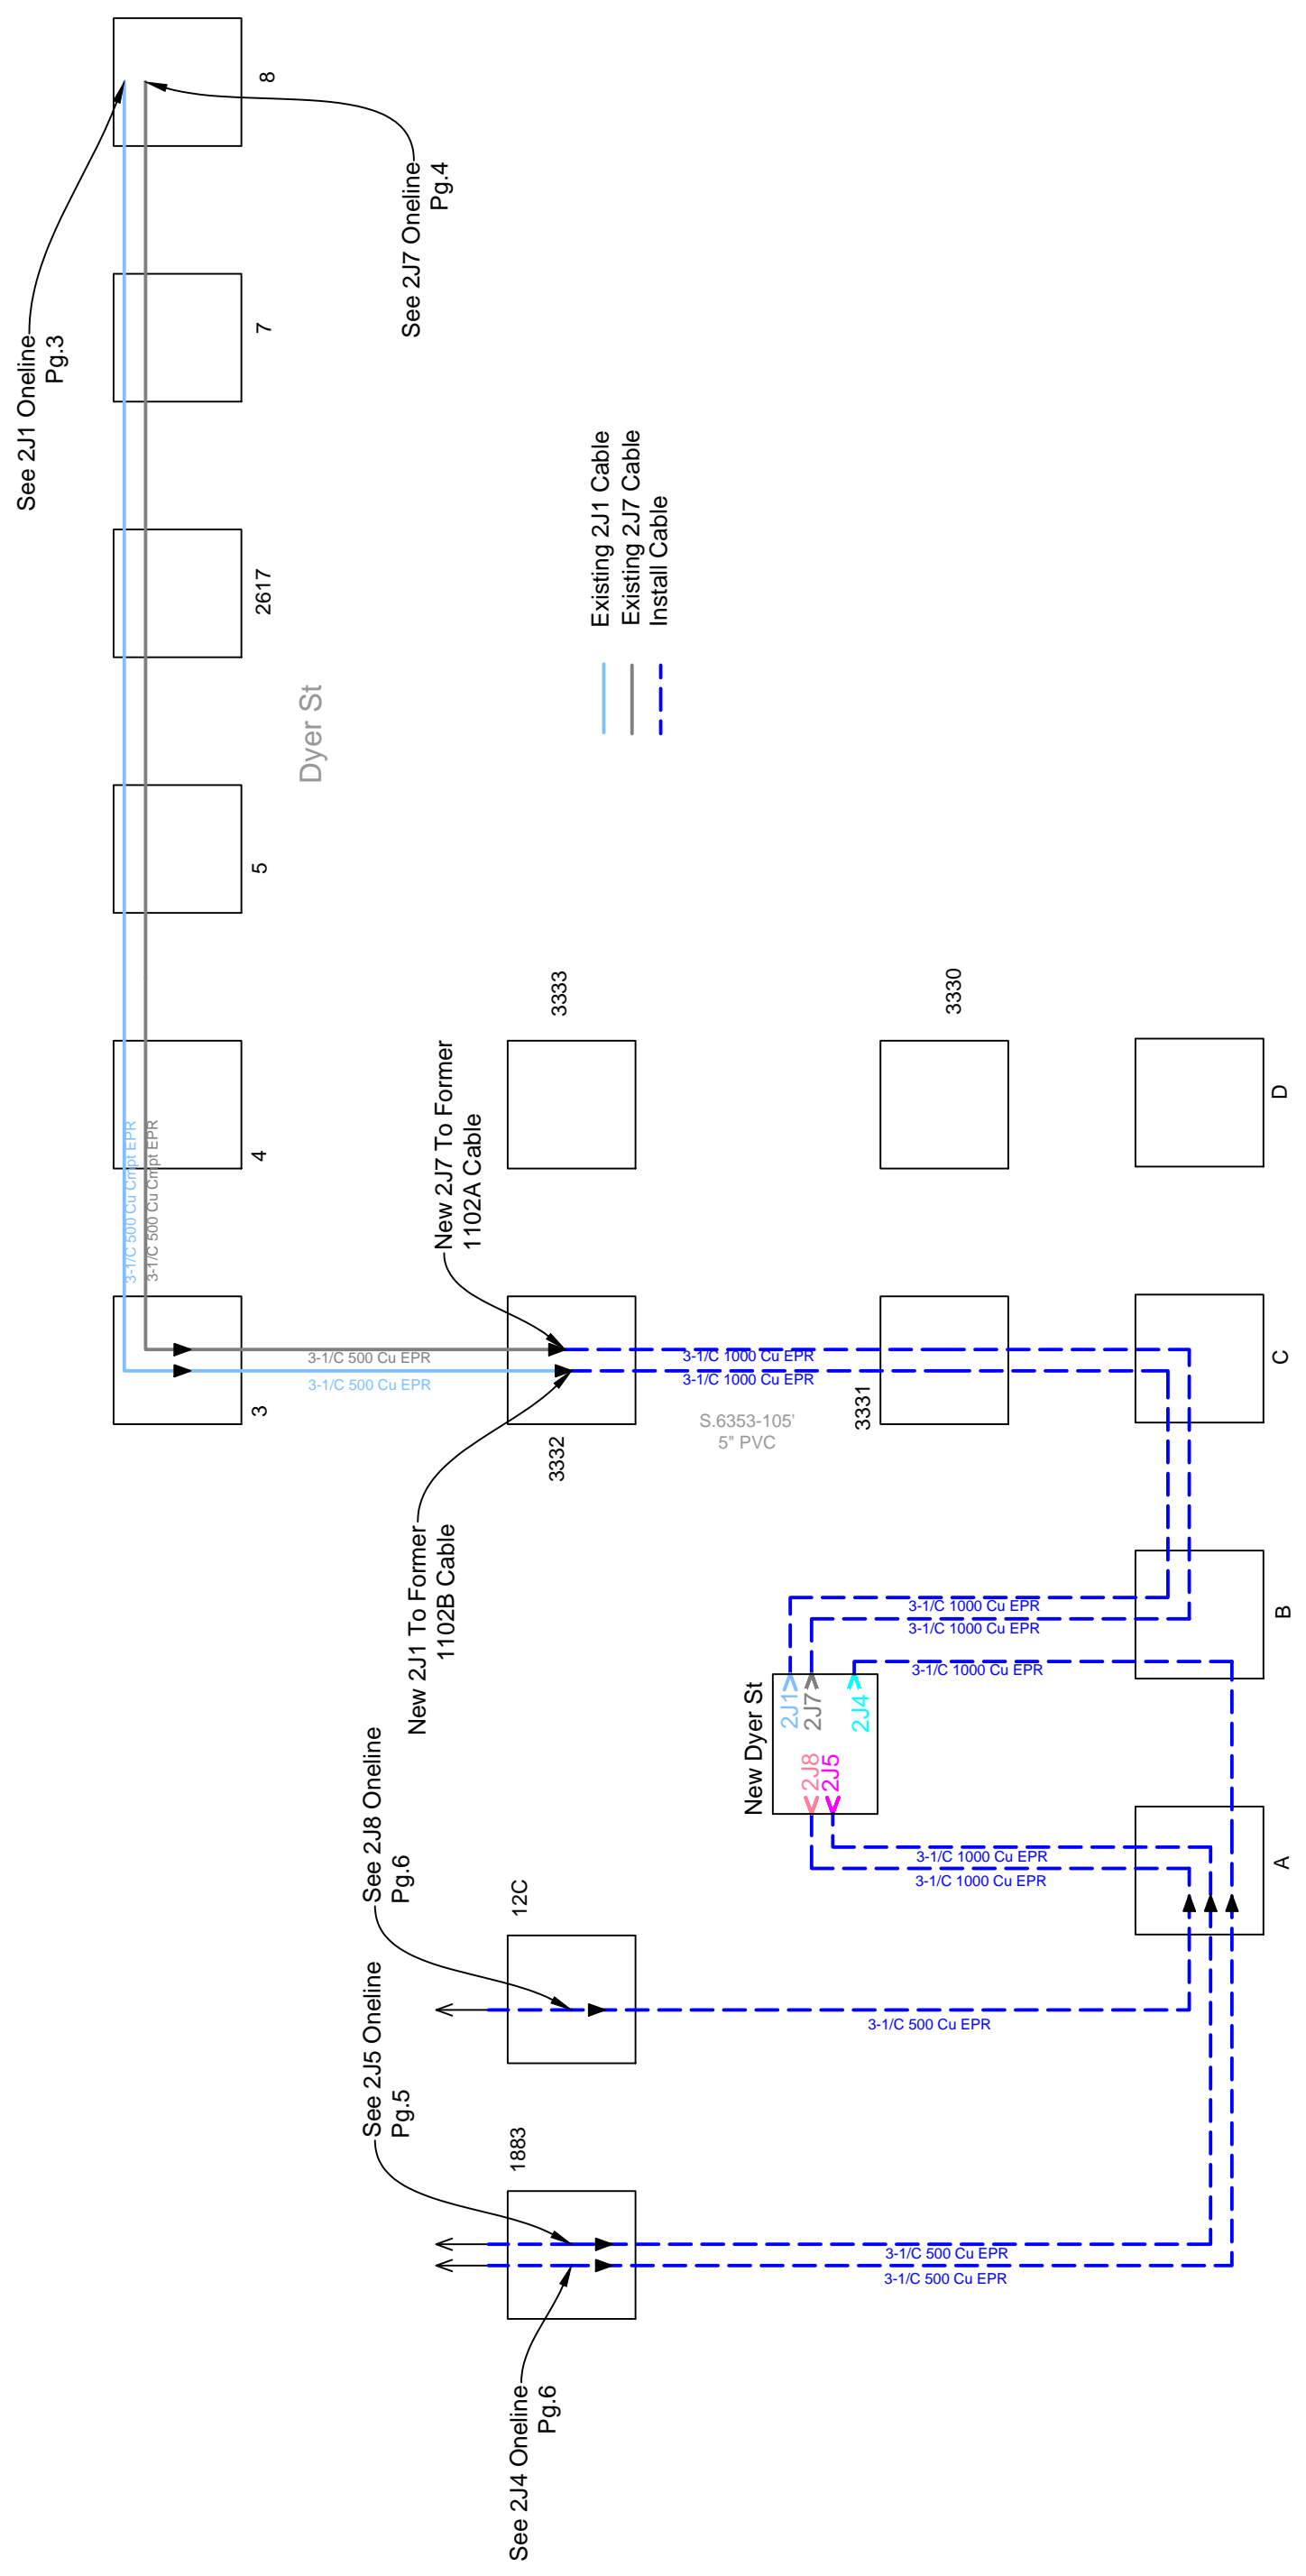 See 2J1 Oneline
Pg.3
8
See 2J7 Oneline
Pg.4
7
2617
5
4
3
Dyer St
3-1/C 500 Cu Cmpt EPR
3-1/C 500 Cu Cmpt EPR
Existing 2J1 Cable
Existing 2J7 Cable
Install Cable
3333
3330
D
New 2J7 To Former
1102A Cable
3-1/C 500 Cu EPR
3-1/C 500 Cu EPR
3-1/C 1000 Cu EPR
3-1/C 1000 Cu EPR
S.6353-105'
5" PVC
3332
3331
C
New 2J1 To Former
1102B Cable
3-1/C 1000 Cu EPR
3-1/C 1000 Cu EPR
3-1/C 1000 Cu EPR
B
New Dyer St
2J1
2J7
2J4
2J8
2J5
3-1/C 1000 Cu EPR
3-1/C 1000 Cu EPR
A
See 2J8 Oneline
Pg.6
12C
3-1/C 500 Cu EPR
See 2J5 Oneline
Pg.5
1883
3-1/C 500 Cu EPR
3-1/C 500 Cu EPR
See 2J4 Oneline
Pg.6